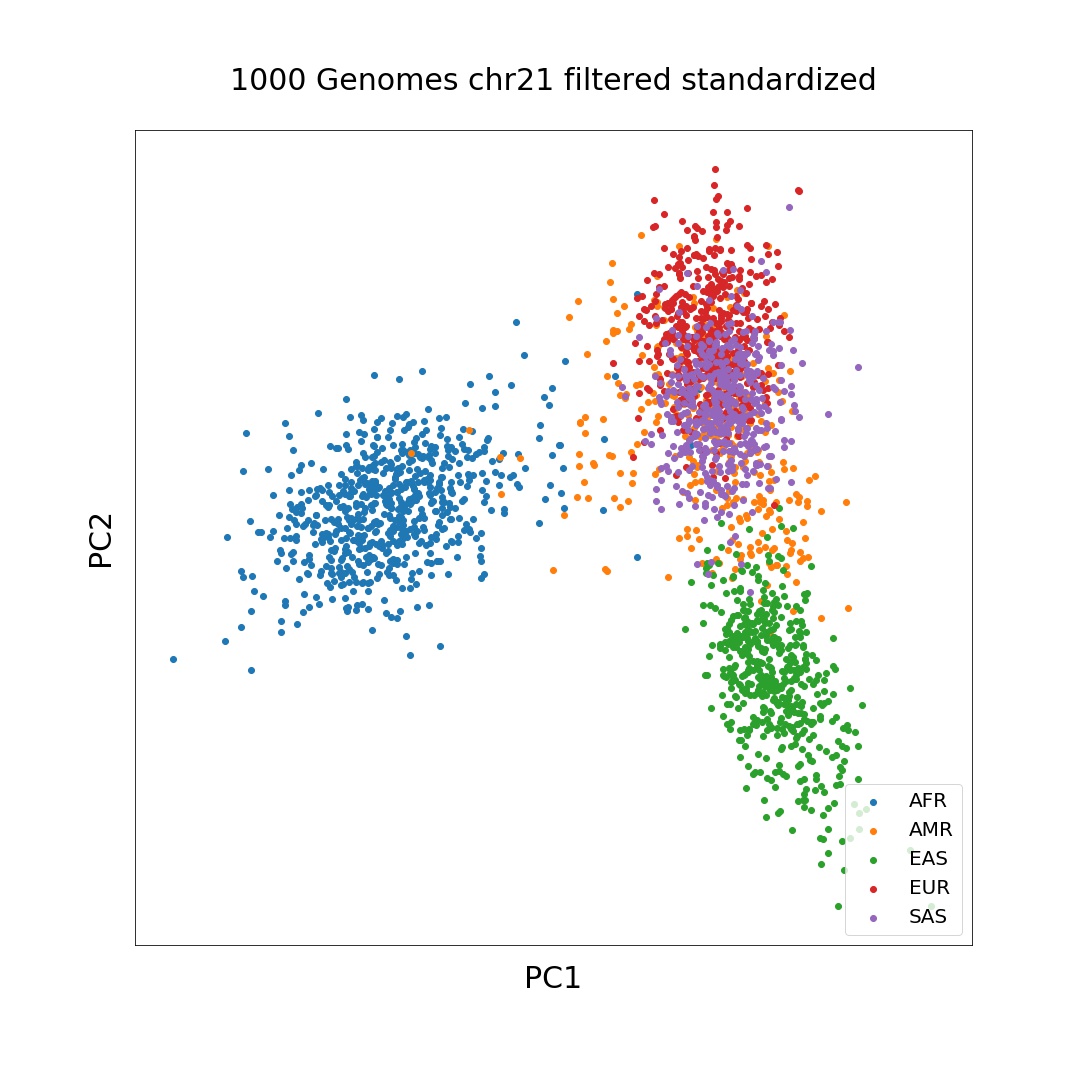 1000 Genomes chr21 filtered standardized
PC2
AFR
AMR
EAS
EUR
SAS
PC1